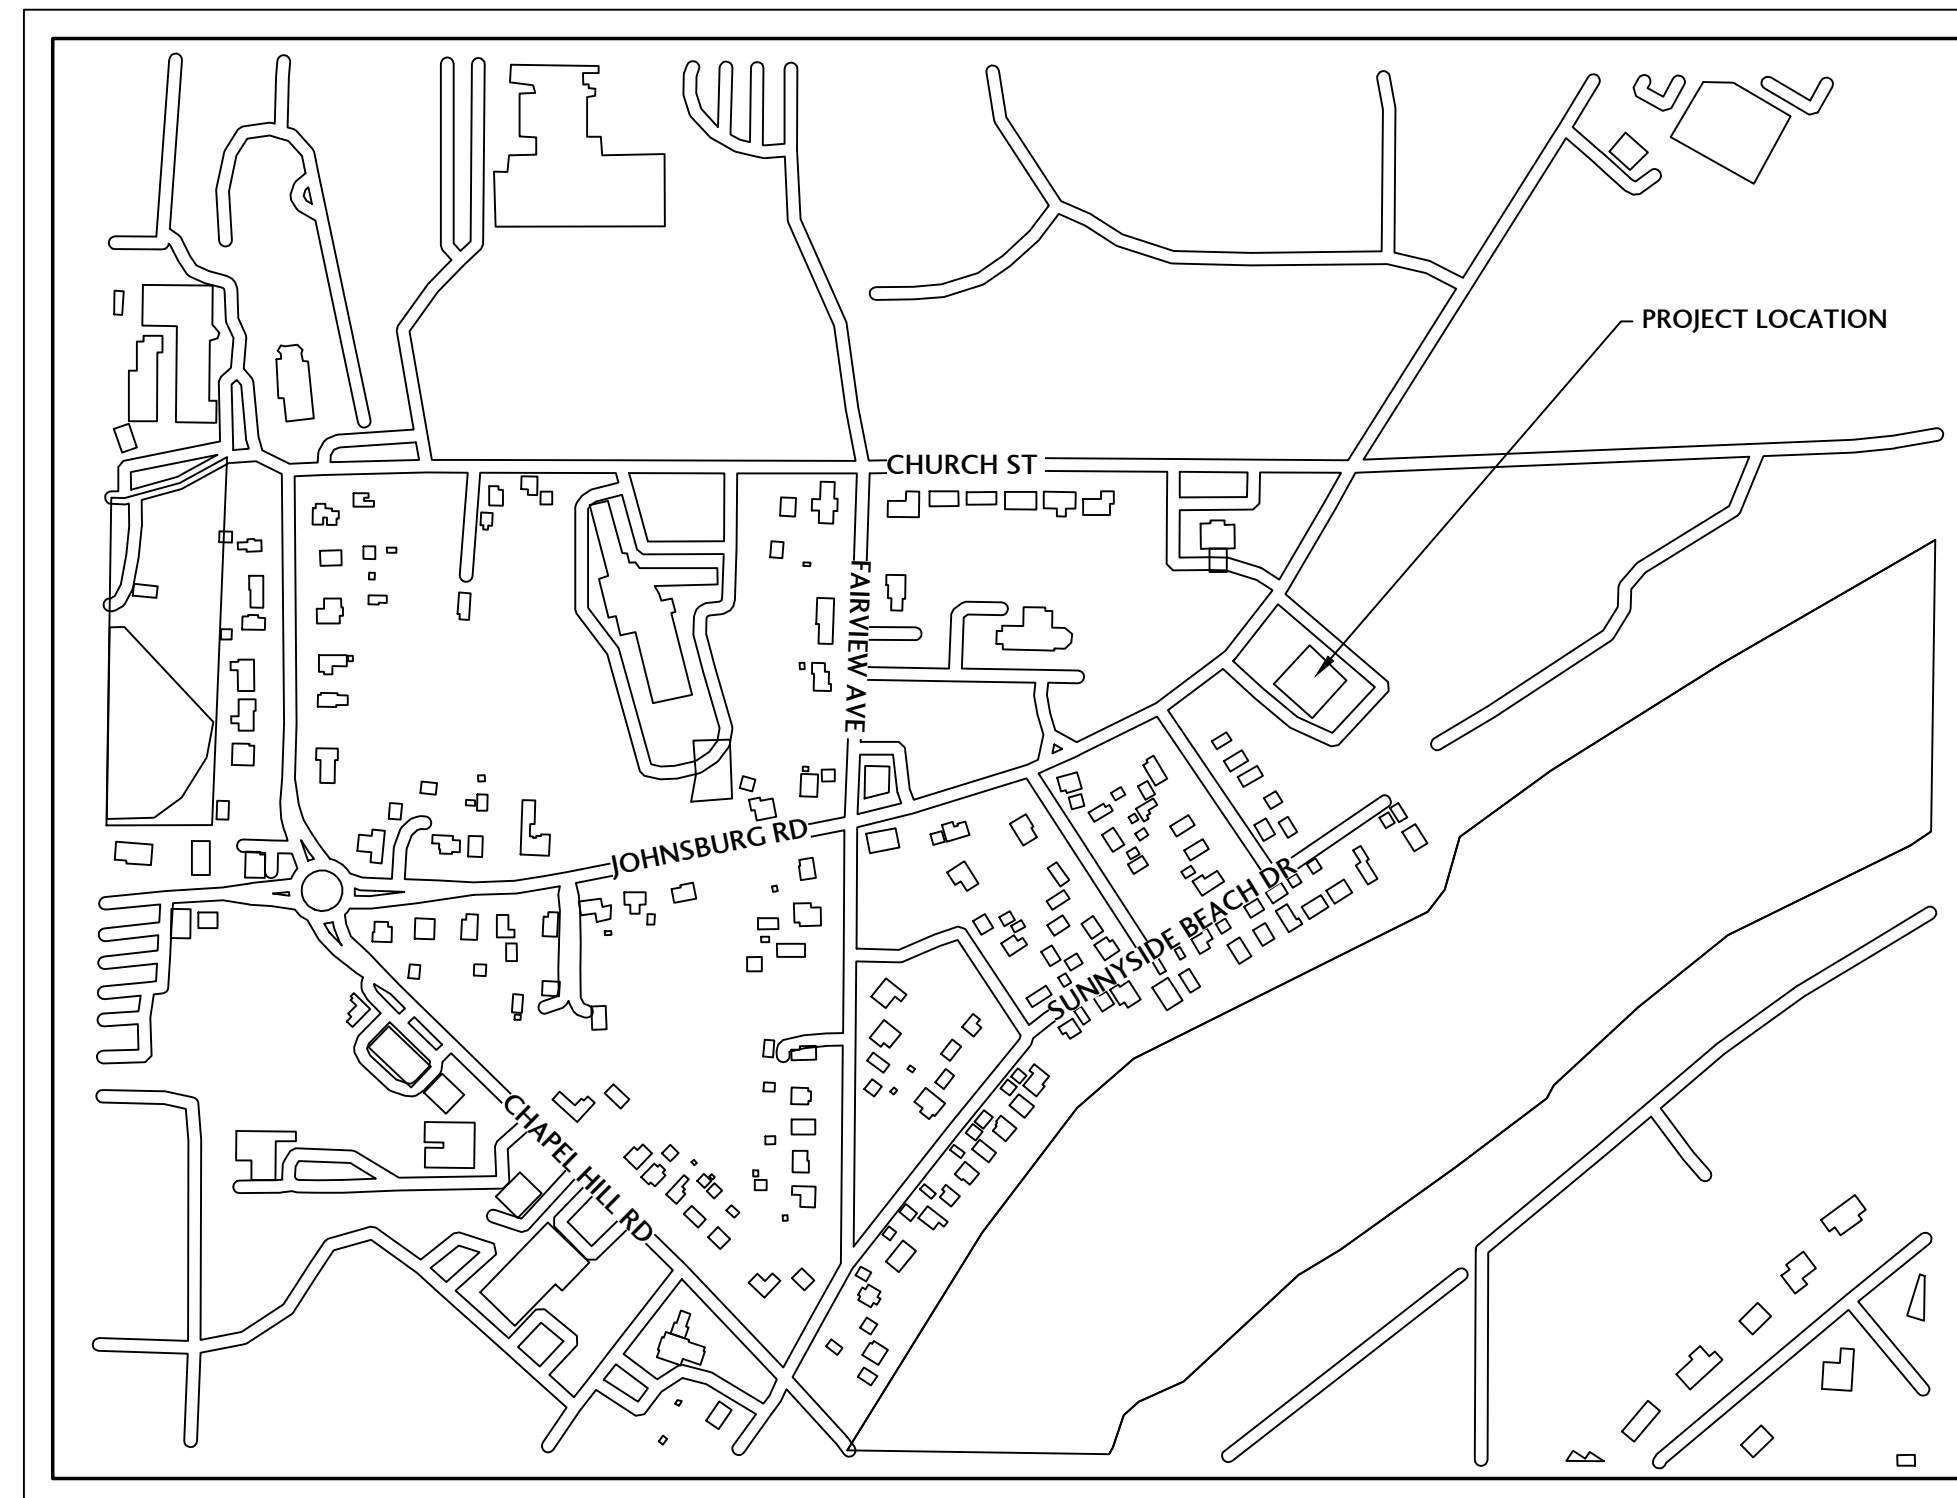 PROJECT LOCATION
CHURCH ST
FAIRVIEW AVE
JOHNSBURG RD
SUNNYSIDE BEACH DR
CHAPEL HILL RD